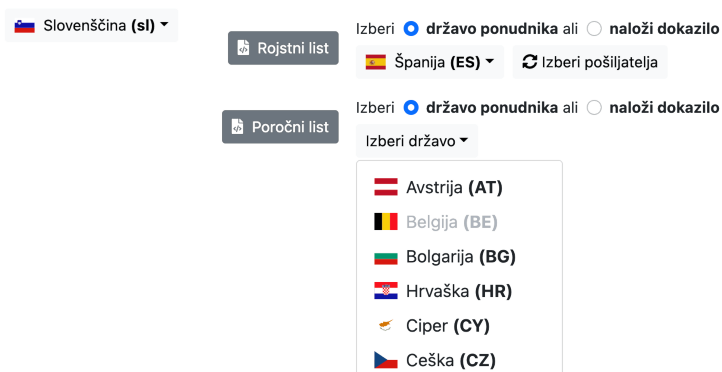 Slovenščina (sl)
Rojstni list
Izberi državo ponudnika ali naloži dokazilo
Španija (ES)
Izberi pošiljatelja
Poročni list
Izberi državo ponudnika ali naloži dokazilo
Izberi državo
Avstrija (AT)
Belgija (BE)
Bolgarija (BG)
Hrvaška (HR)
Ciper (CY)
Češka (CZ)